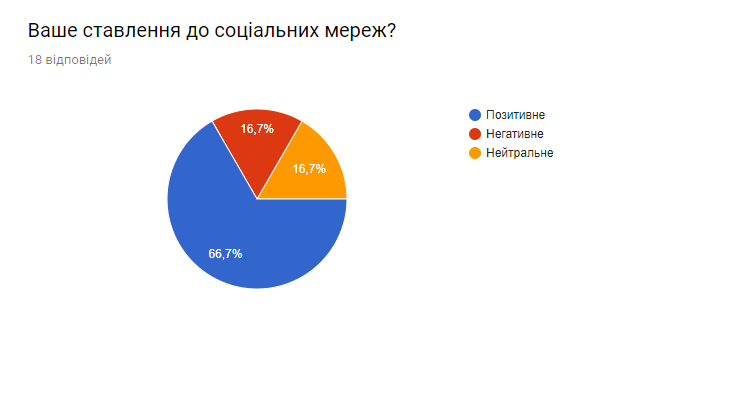 Ваше ставлення до соціальних мереж?
18 відповідей
16,7%
16,7%
66,7%
Позитивне
Негативне
Нейтральне